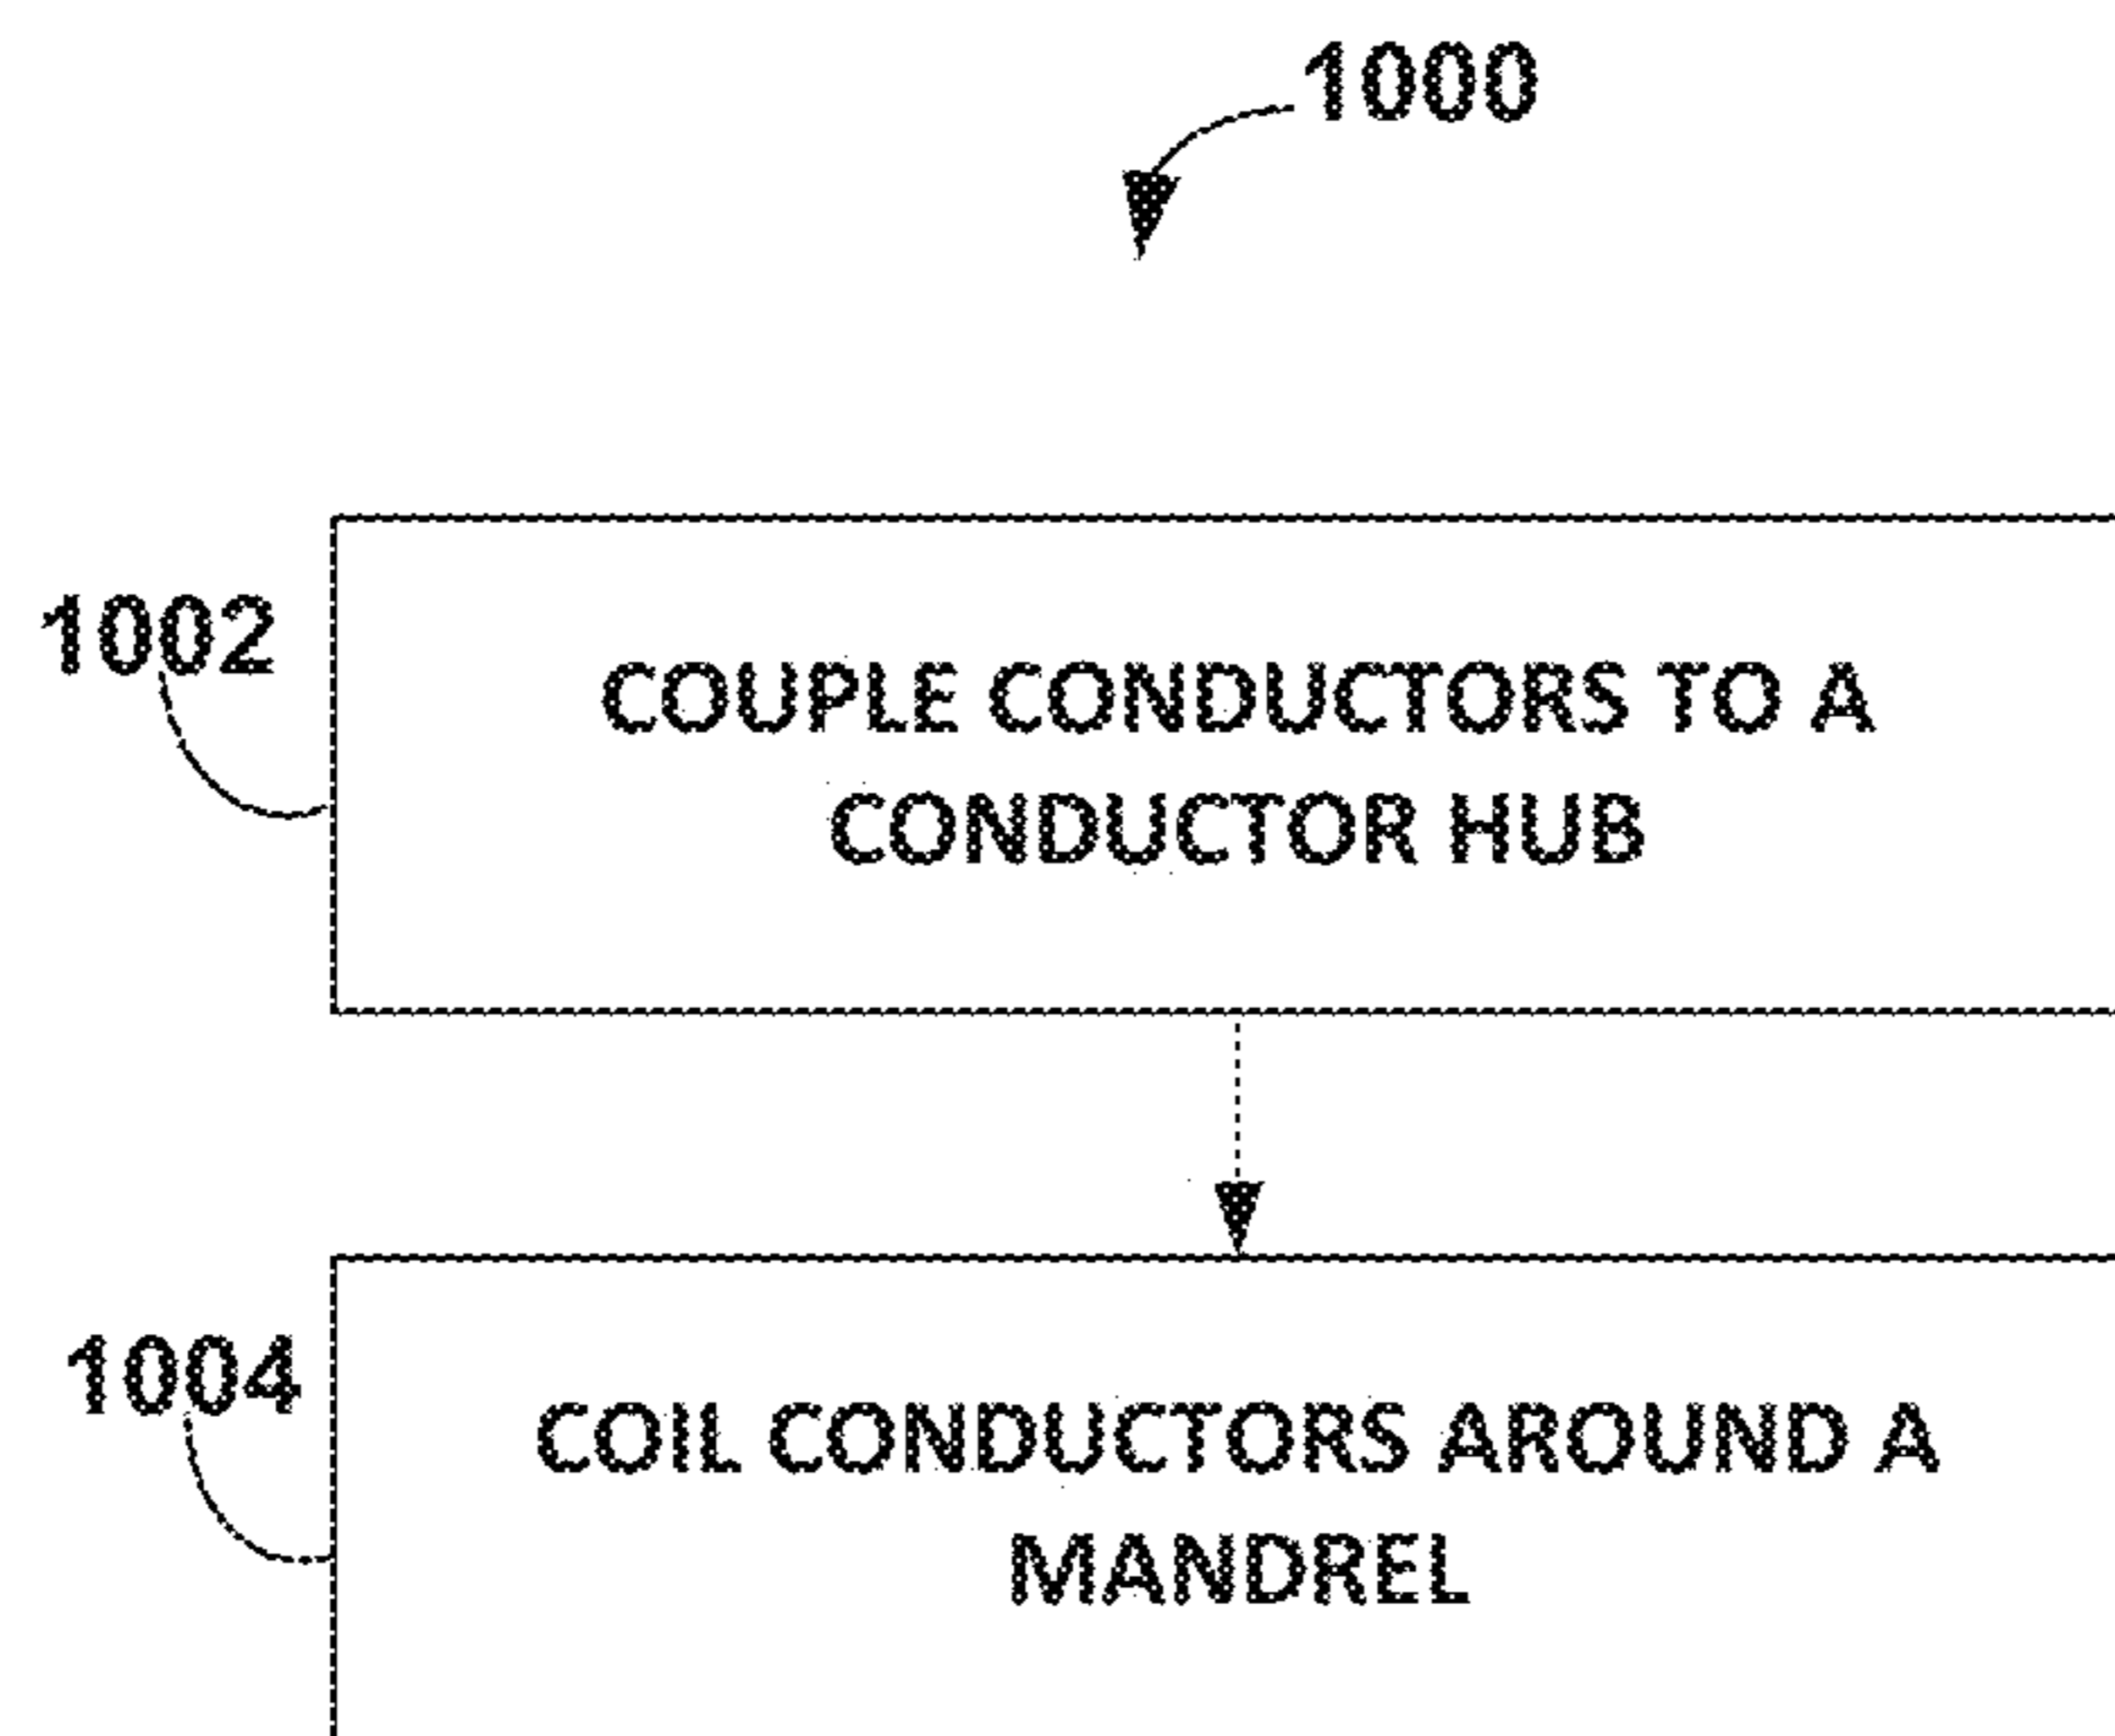 1000
1002
COUPLE CONDUCTORS TO A
CONDUCTOR HUB
1004
COIL CONDUCTORS AROUND A
MANDREL